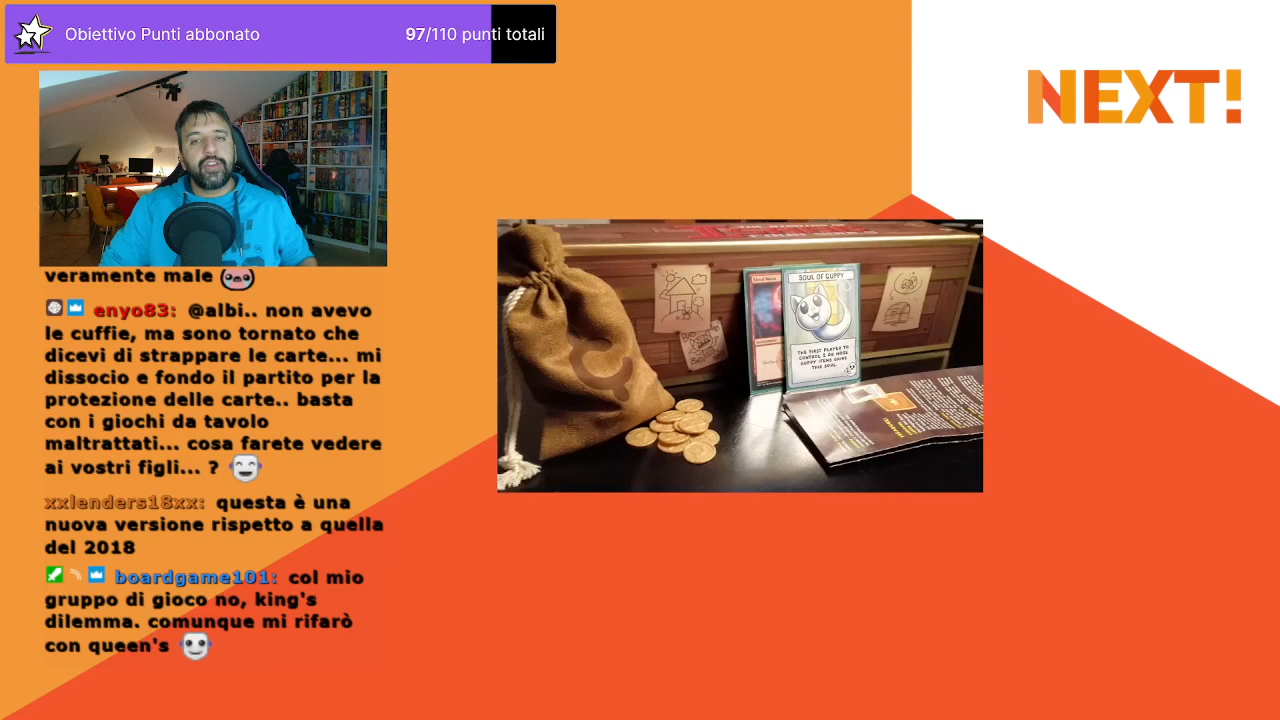 Obiettivo Punti abbonato 97/110 punti totali
NEXT!
veramente male
enyo83: @albi.. non avevo
le cuffie, ma sono tornato che
dicevi di strappare le carte... mi
dissocio e fondo il partito per la
protezione delle carte.. basta
con i giochi da tavolo
maltrattati... cosa farete vedere
ai vostri figli... ?
xxlenders18xx: questa è una
nuova versione rispetto a quella
del 2018
boardgame101: col mio
gruppo di gioco no, king's
dilemma. comunque mi rifarò
con queen's
SOUL OF GUPPY
THE FIRST PLAYER TO
CONTROL 2 OR MORE
GUPPY ITEMS GAINS
THIS SOUL.